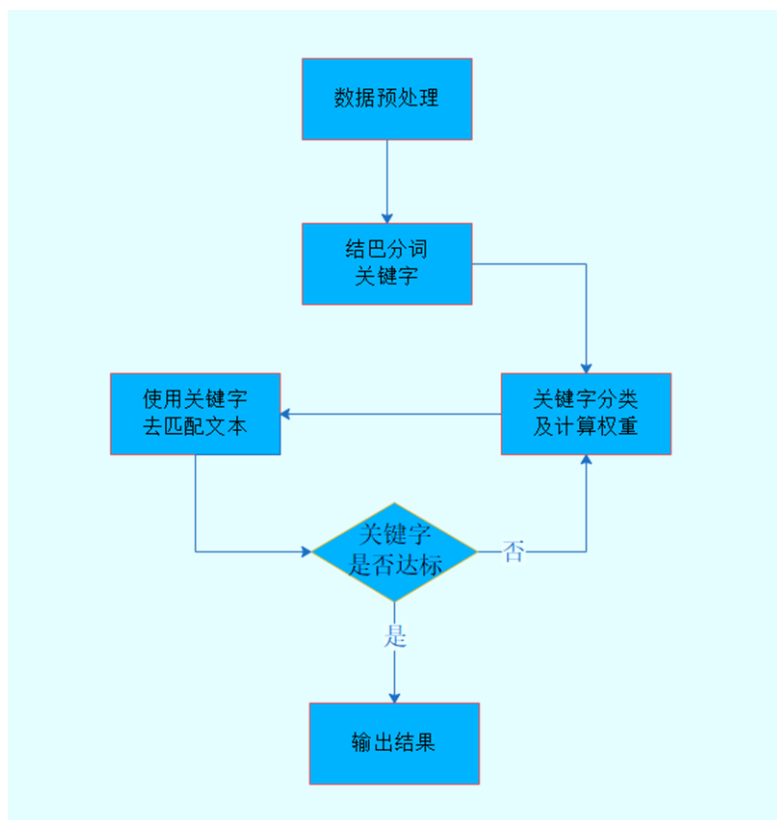 数据预处理
结巴分词
关键字
关键字分类
及计算权重
使用关键字
去匹配文本
关键字
是否达标
否
是
输出结果